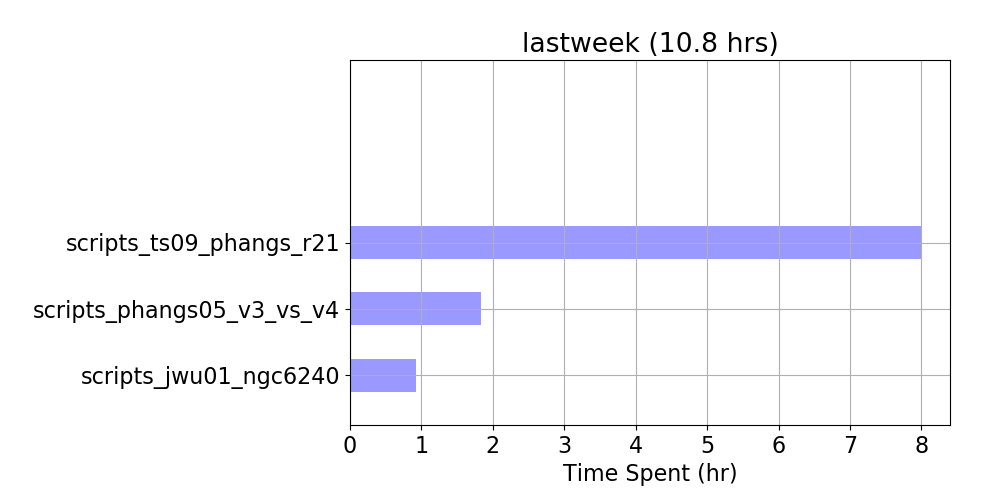 lastweek (10.8 hrs)
scripts_ts09_phangs_r21
scripts_phangs05_v3_vs_v4
scripts_jwu01_ngc6240
0 1 2 3 4 5 6 7 8
Time Spent (hr)